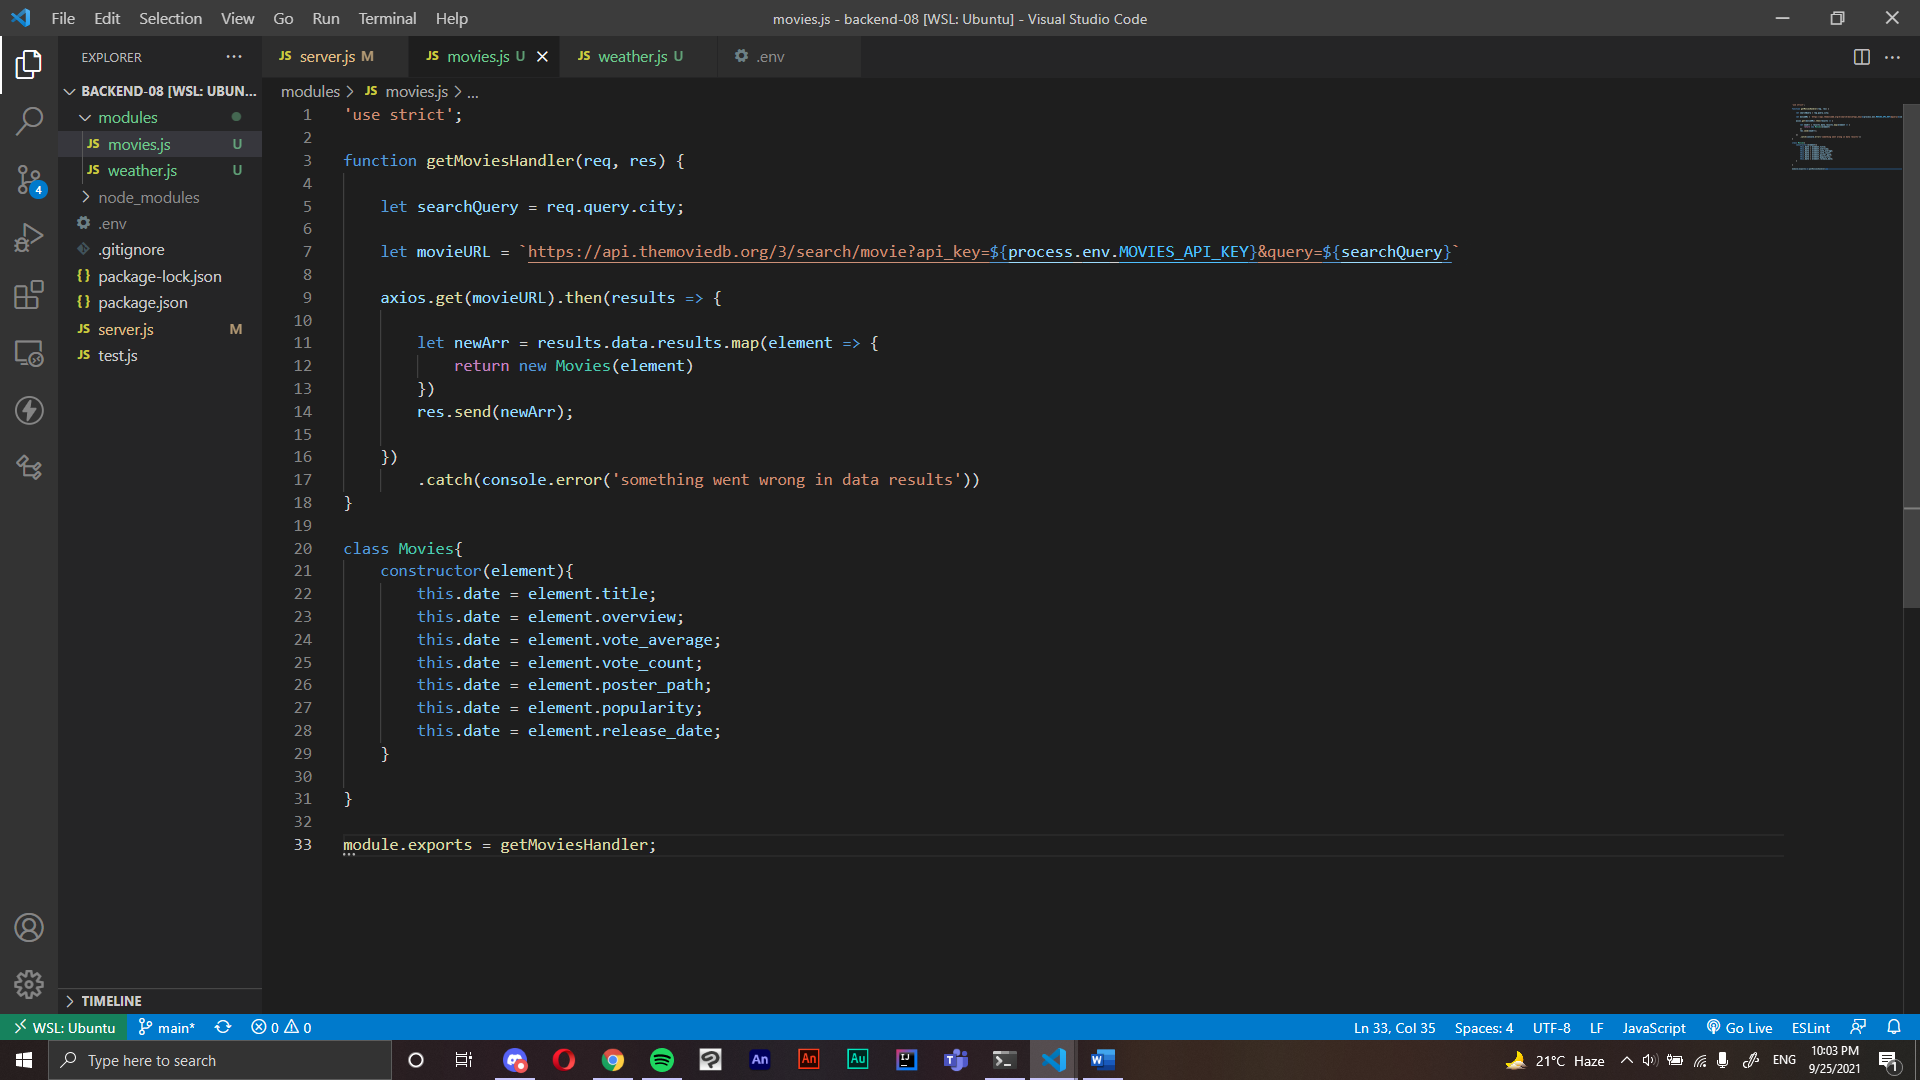 File Edit Selection View Go Run Terminal Help
movies.js - backend-08 [WSL: Ubuntu] - Visual Studio Code
EXPLORER
BACKEND-08 [WSL: UBUN...
modules
JS movies.js U
JS weather.js U
node_modules
.env
.gitignore
{} package-lock.json
{} package.json
JS server.js M
JS test.js
TIMELINE
4
JS server.js M
JS movies.js U
JS weather.js U
.env
modules > JS movies.js > ...
1 'use strict';
2
3 function getMoviesHandler(req, res) {
4
5 let searchQuery = req.query.city;
6
7 let movieURL = `https://api.themoviedb.org/3/search/movie?api_key=${process.env.MOVIES_API_KEY}&query=${searchQuery}`
8
9 axios.get(movieURL).then(results => {
10
11 let newArr = results.data.results.map(element => {
12 return new Movies(element)
13 })
14 res.send(newArr);
15
16 })
17 .catch(console.error('something went wrong in data results'))
18 }
19
20 class Movies{
21 constructor(element){
22 this.date = element.title;
23 this.date = element.overview;
24 this.date = element.vote_average;
25 this.date = element.vote_count;
26 this.date = element.poster_path;
27 this.date = element.popularity;
28 this.date = element.release_date;
29 }
30
31 }
32
33 module.exports = getMoviesHandler;
WSL: Ubuntu main* 0 0
Ln 33, Col 35 Spaces: 4 UTF-8 LF JavaScript Go Live ESLint
Type here to search
An An Au IJ T W
21°C Haze
ENG
10:03 PM
9/25/2021
1